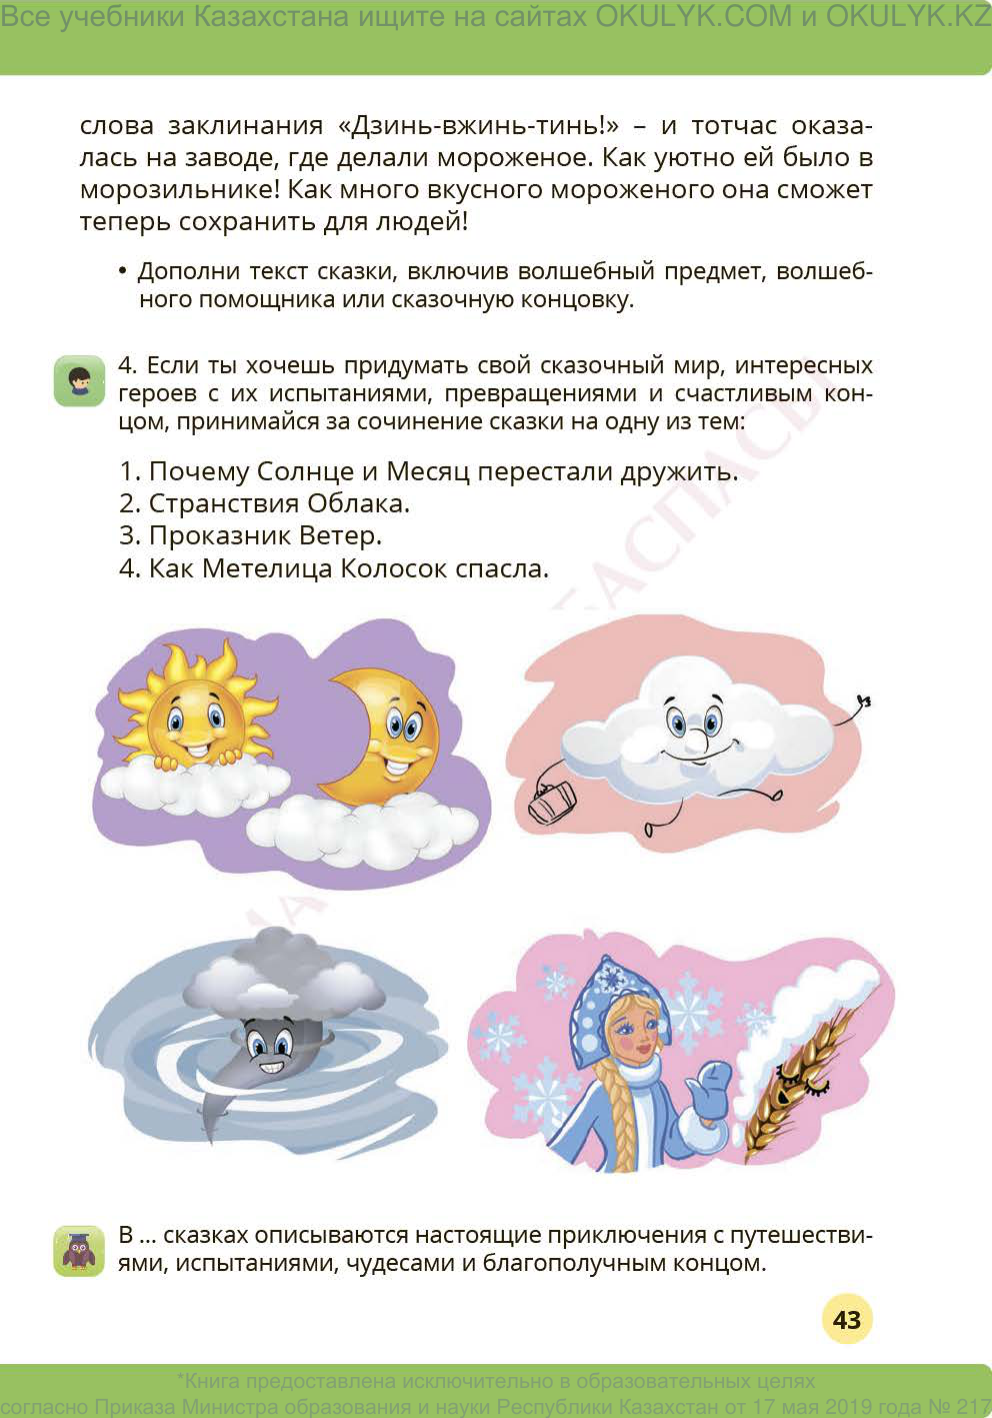 Все учебники Казахстана ищите на сайтах OKULYK.COM и OKULYK.KZ
слова заклинания «Дзинь-вжинь-тинь!» – и тотчас оказа-
лась на заводе, где делали мороженое. Как уютно ей было в
морозильнике! Как много вкусного мороженого она сможет
теперь сохранить для людей!
• Дополни текст сказки, включив волшебный предмет, волшеб-
ного помощника или сказочную концовку.
4. Если ты хочешь придумать свой сказочный мир, интересных
героев с их испытаниями, превращениями и счастливым кон-
цом, принимайся за сочинение сказки на одну из тем:
1. Почему Солнце и Месяц перестали дружить.
2. Странствия Облака.
3. Проказник Ветер.
4. Как Метелица Колосок спасла.
В ... сказках описываются настоящие приключения с путешестви-
ями, испытаниями, чудесами и благополучным концом.
43
*Книга предоставлена исключительно в образовательных целях
согласно Приказа Министра образования и науки Республики Казахстан от 17 мая 2019 года № 217